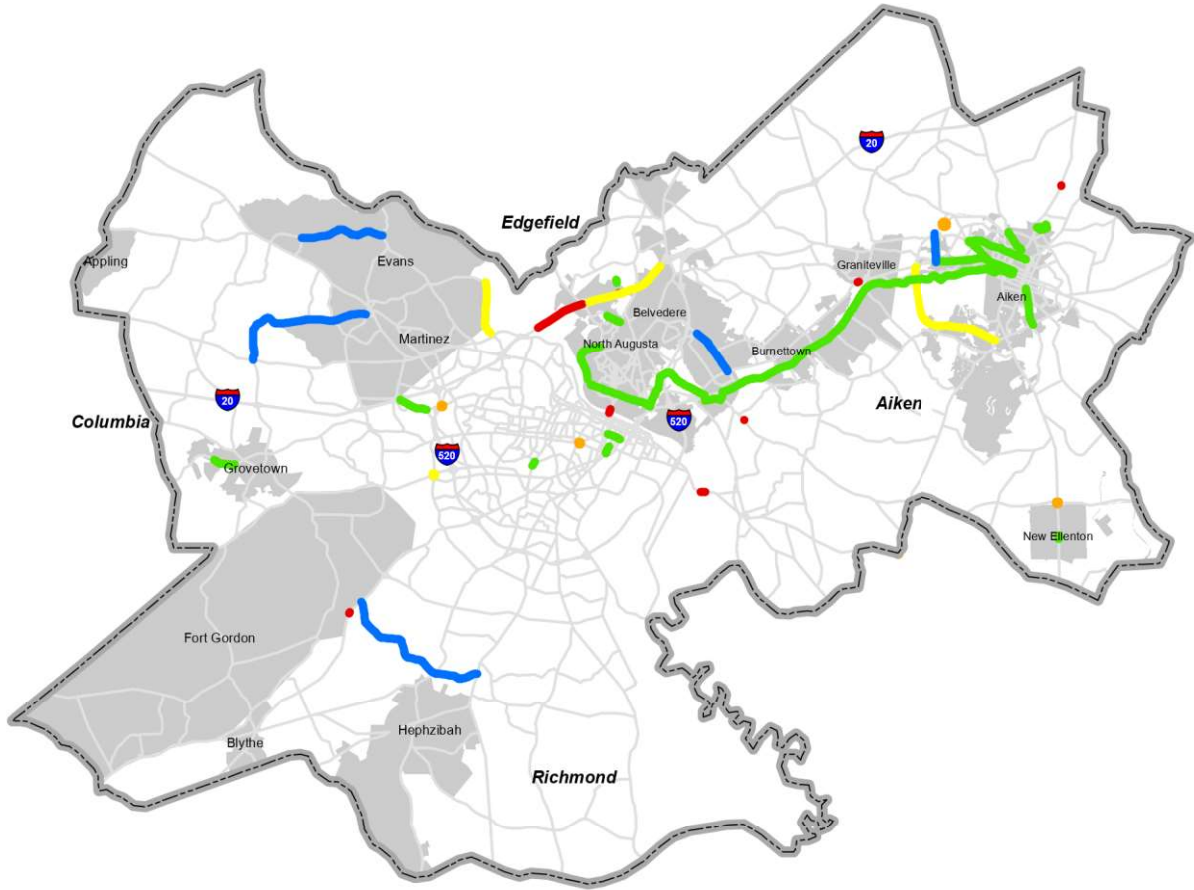 20
Edgefield
Appling
Evans
Graniteville
Aiken
Belvedere
Martinez
North Augusta
Burnettown
20
Aiken
Columbia
520
520
Grovetown
New Ellenton
Fort Gordon
Hephzibah
Blythe
Richmond